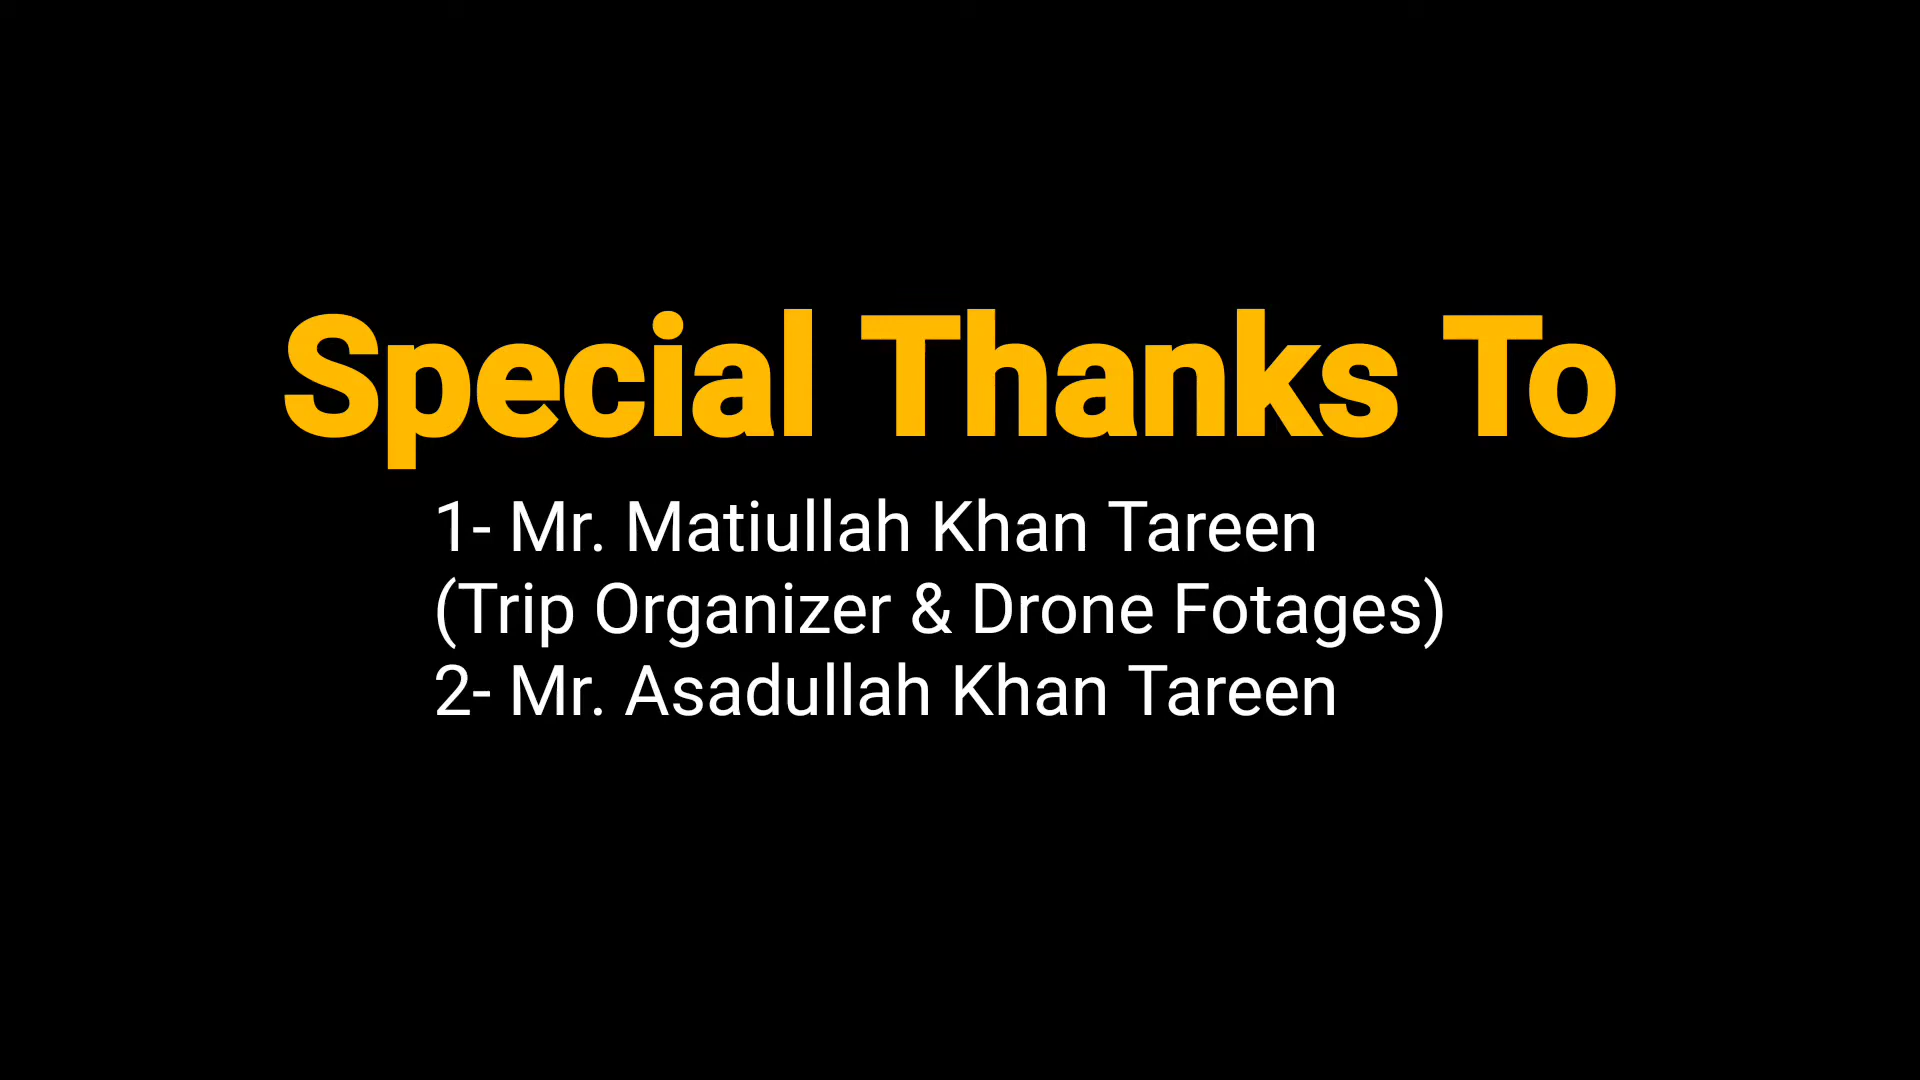 Special Thanks To
1- Mr. Matiullah Khan Tareen
(Trip Organizer & Drone Fotages)
2- Mr. Asadullah Khan Tareen